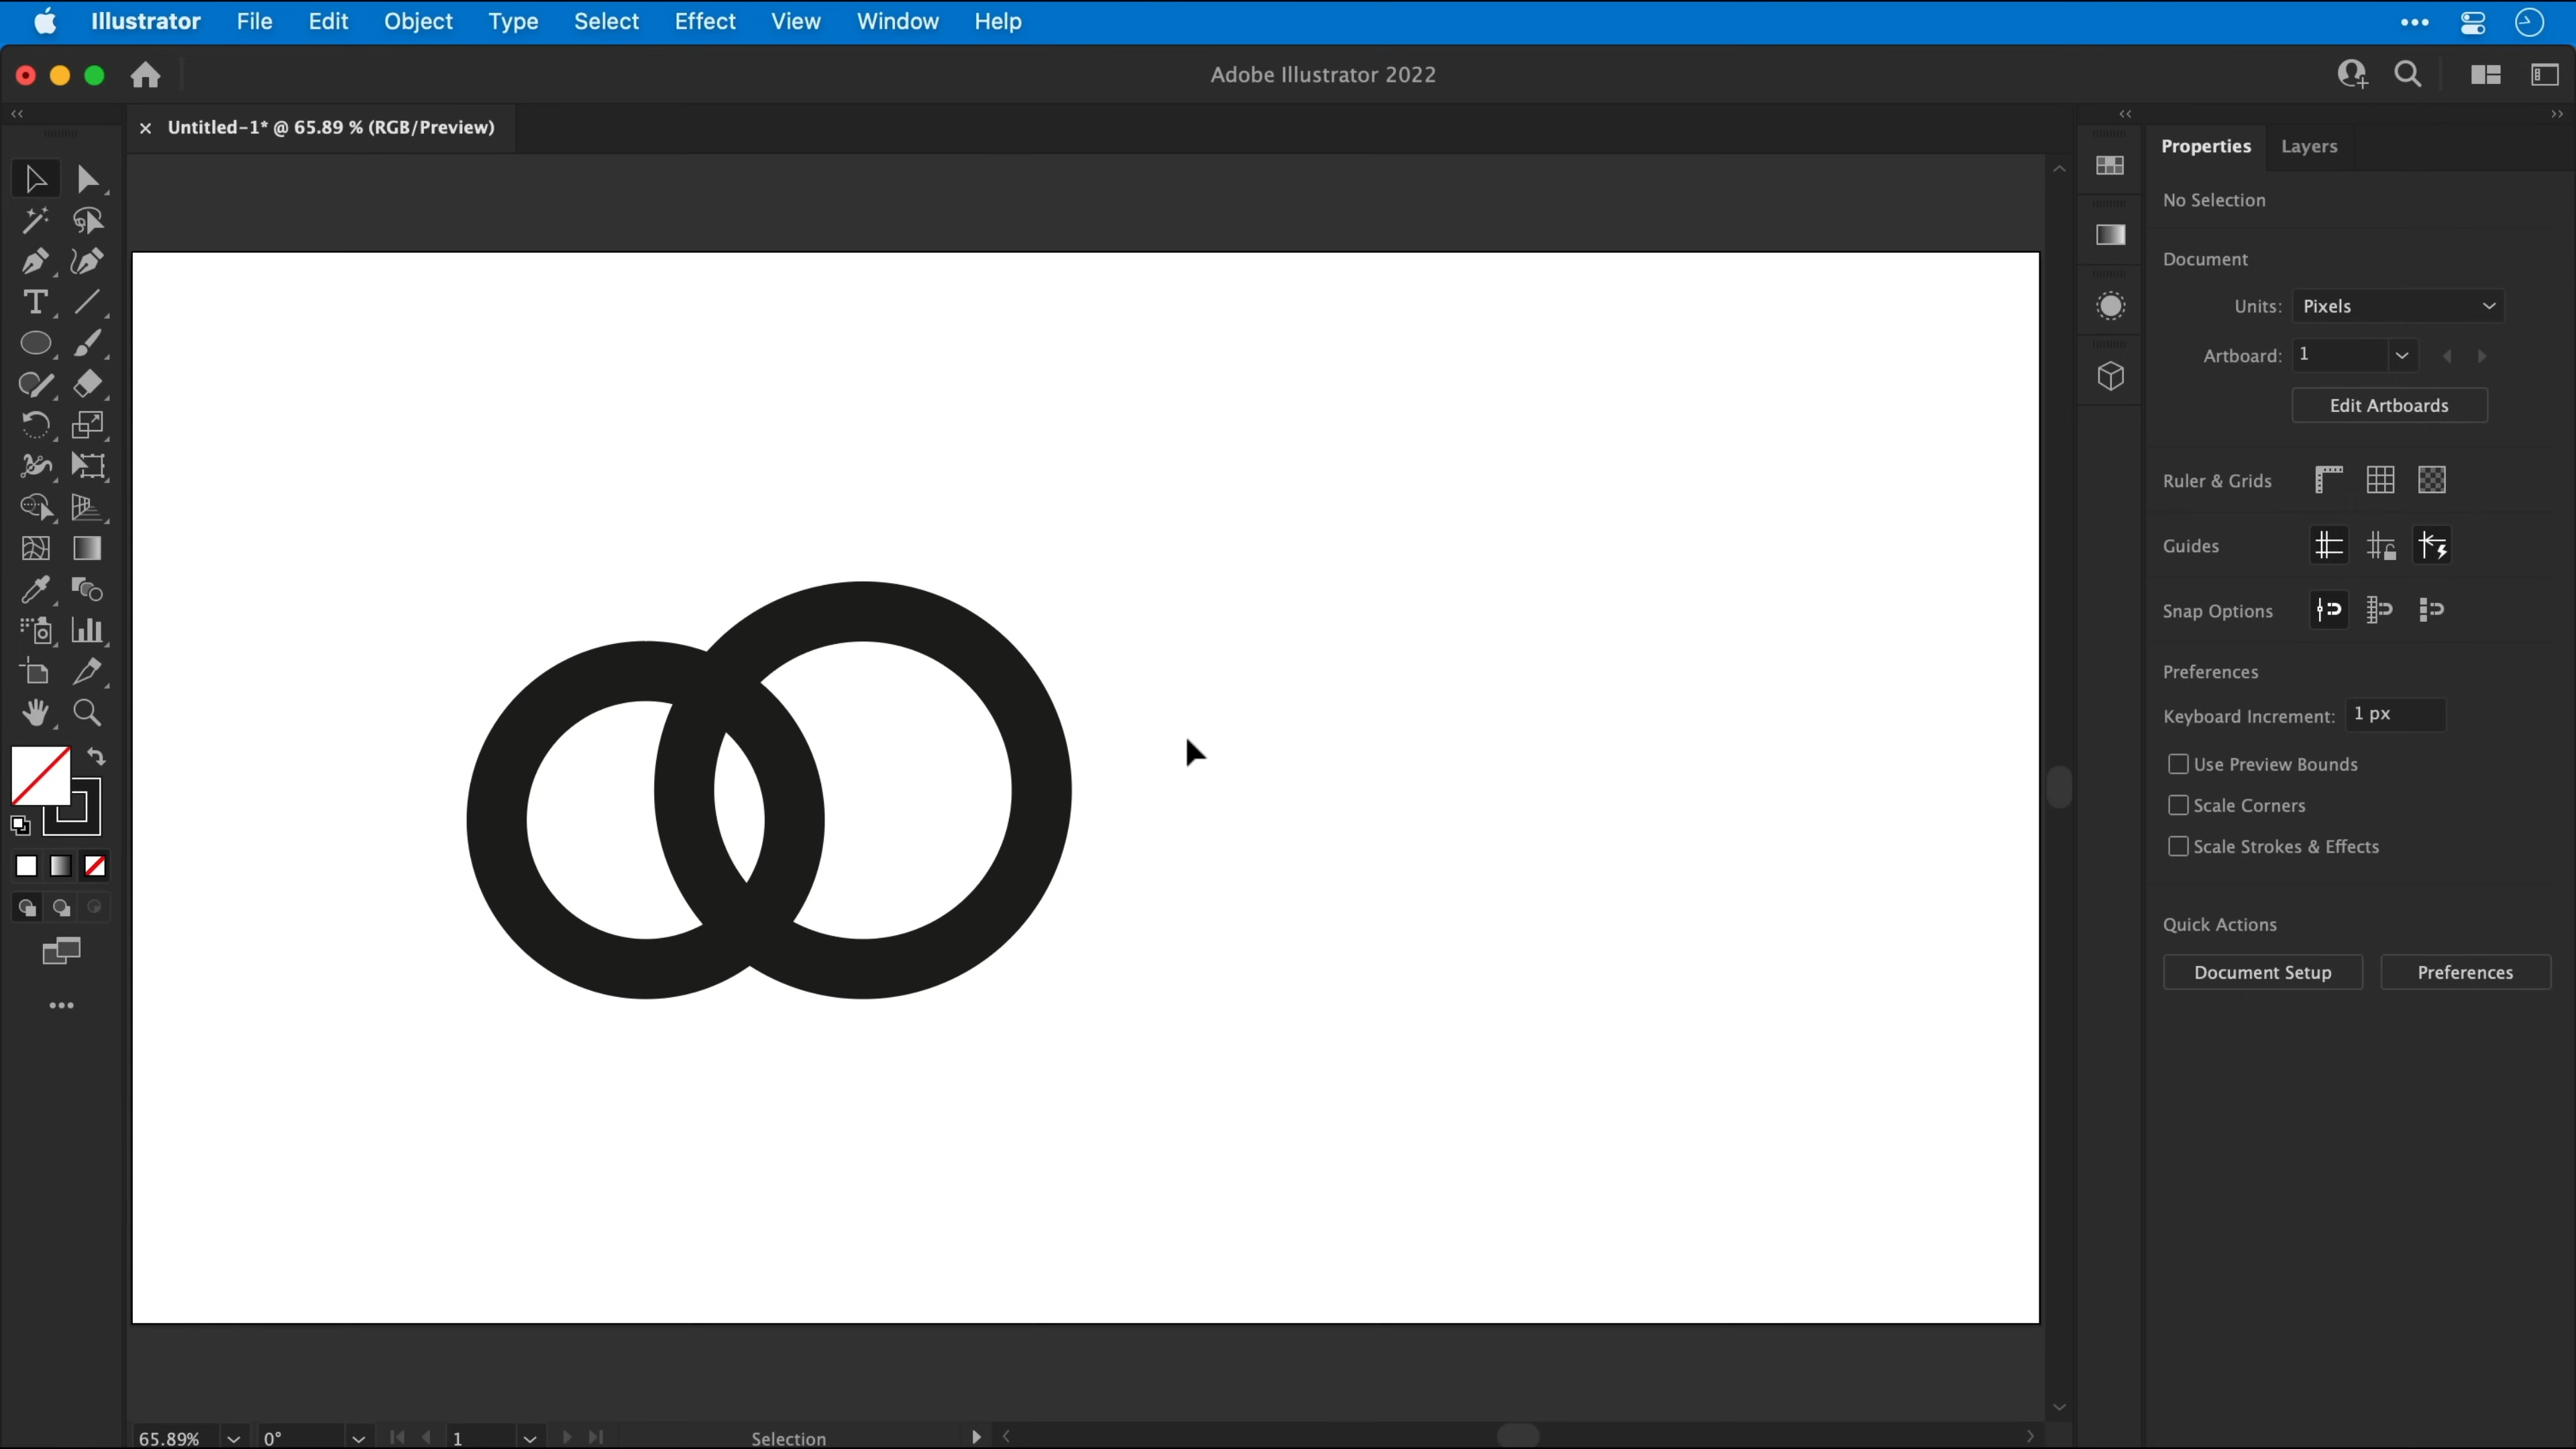 Illustrator File Edit Object Type Select Effect View Window Help
Adobe Illustrator 2022
Untitled-1* @ 65.89 % (RGB/Preview)
Properties Layers
No Selection
Document
Units: Pixels
Artboard: 1
Edit Artboards
Ruler & Grids
Guides
Snap Options
Preferences
Keyboard Increment: 1 px
Use Preview Bounds
Scale Corners
Scale Strokes & Effects
Quick Actions
Document Setup Preferences
65.89% 0° 1 Selection